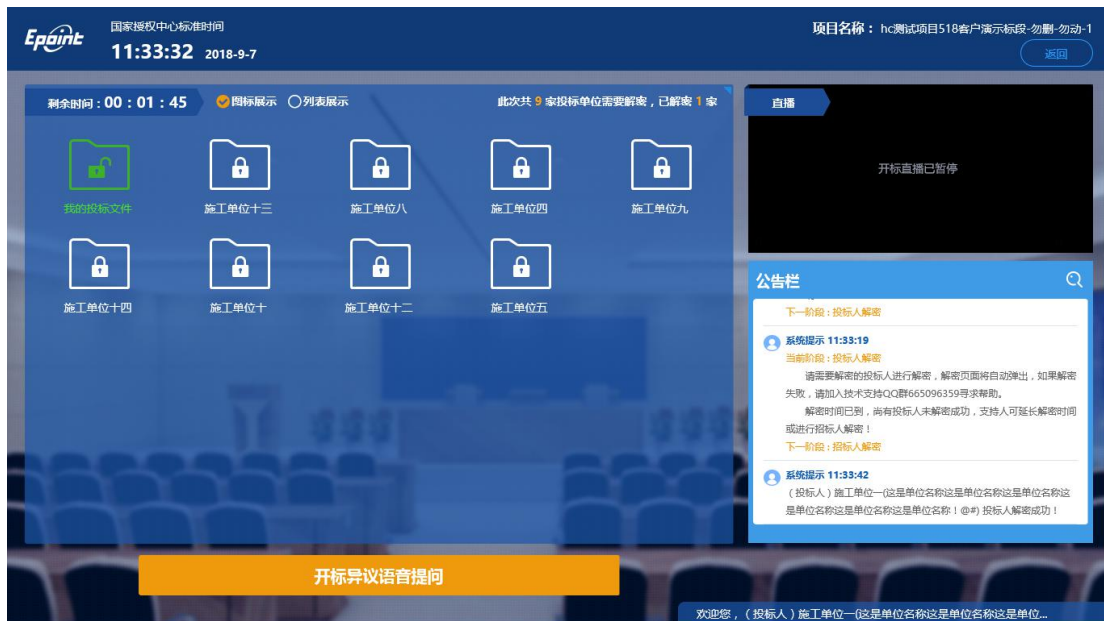 Epoint
国家授权中心标准时间
11:33:32 2018-9-7
项目名称：hc测试项目518客户演示标段-勿删-勿动-1
返回
剩余时间：00：01：45
图标展示
列表展示
此次共 9 家投标单位需要解密，已解密 1 家
直播
我的投标文件
施工单位十三
施工单位八
施工单位四
施工单位九
开标直播已暂停
施工单位十四
施工单位十
施工单位十二
施工单位五
公告栏
下一阶段：投标人解密
系统提示 11:33:19
当前阶段：投标人解密
请需要解密的投标人进行解密，解密页面将自动弹出，如果解密
失败，请加入技术支持QQ群665096359寻求帮助。
解密时间已到，尚有投标人未解密成功，支持人可延长解密时间
或进行招标人解密！
下一阶段：招标人解密
系统提示 11:33:42
（投标人）施工单位一(这是单位名称这是单位名称这是单位名称这
是单位名称这是单位名称这是单位名称！@#) 投标人解密成功！
开标异议语音提问
欢迎您，（投标人）施工单位一(这是单位名称这是单位名称这是单位...